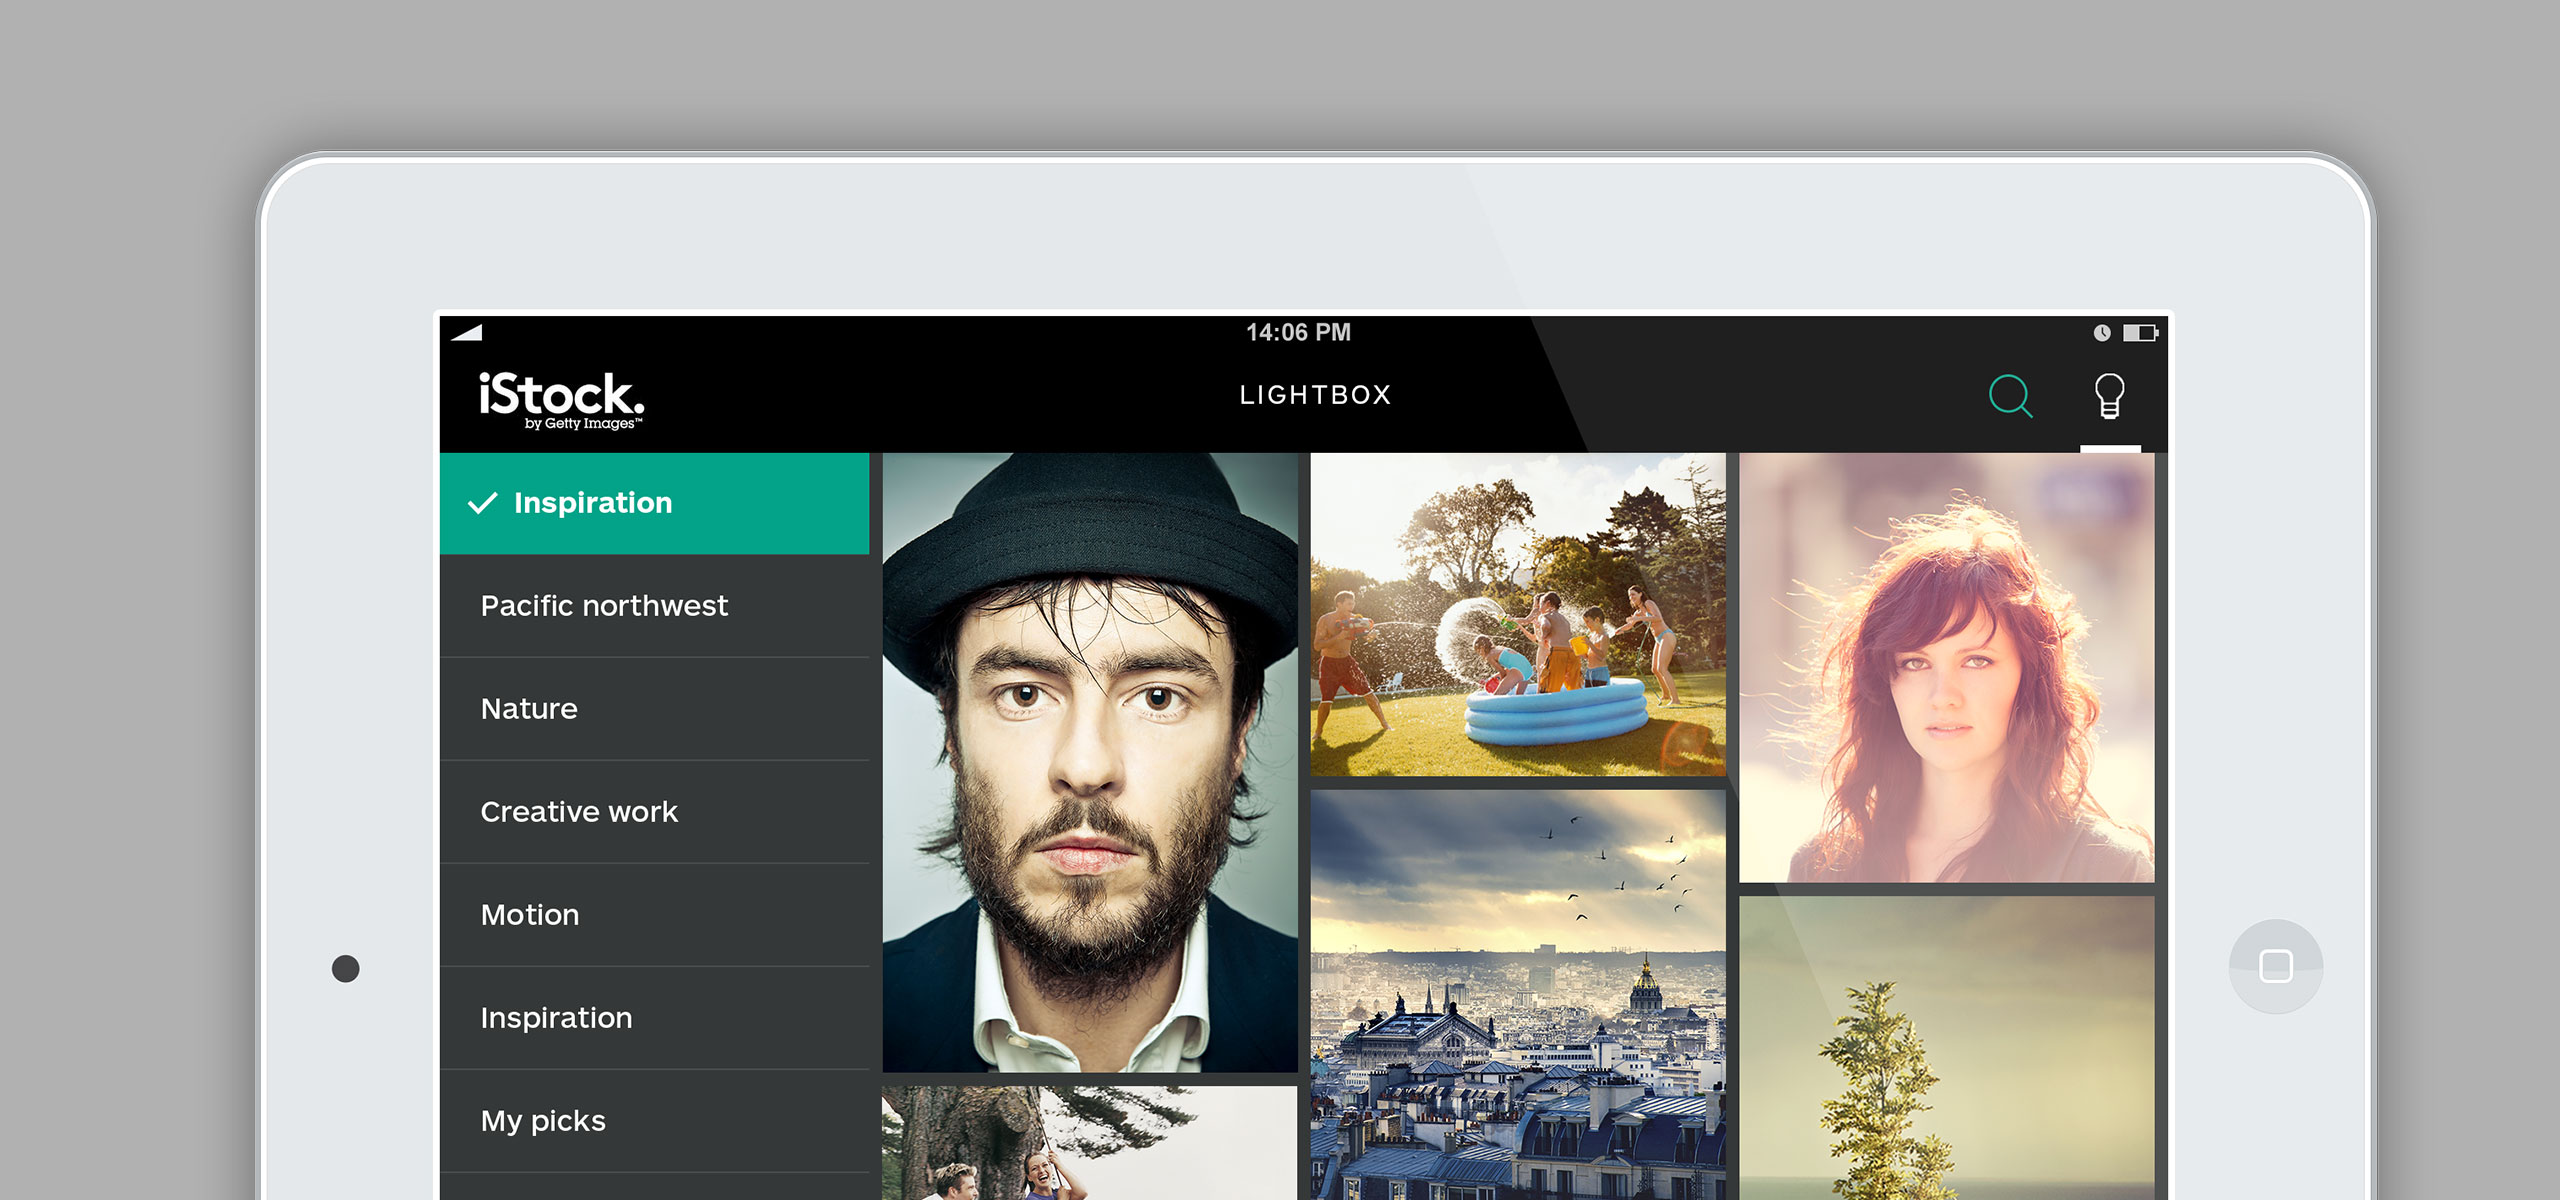 14:06 PM
iStock.
by Getty Images™
LIGHTBOX
Inspiration
Pacific northwest
Nature
Creative work
Motion
Inspiration
My picks